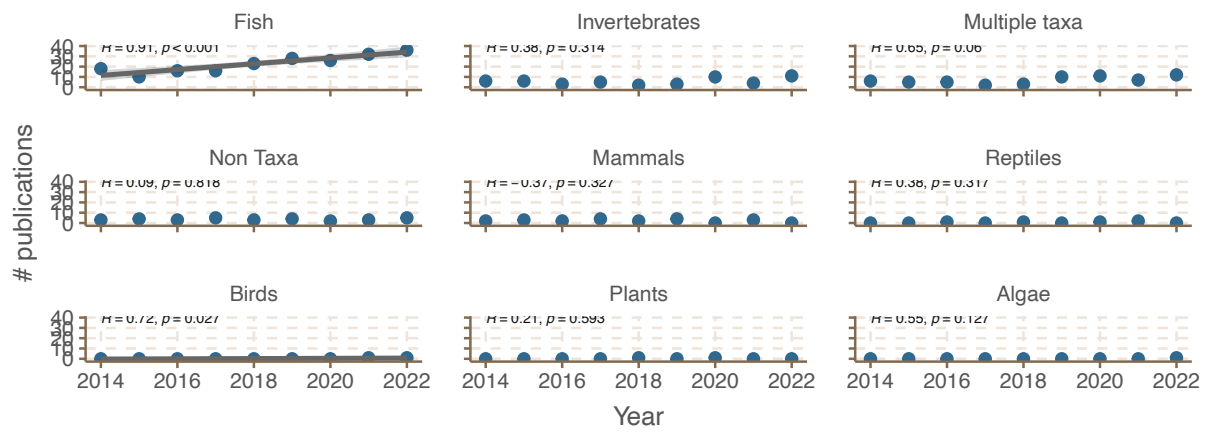 Fish
Invertebrates
Multiple taxa
R = 0.91, p < 0.001
R = 0.38, p = 0.314
R = 0.65, p = 0.06
40
30
20
10
0
Non Taxa
Mammals
Reptiles
R = 0.09, p = 0.818
R = −0.37, p = 0.327
R = 0.38, p = 0.317
40
30
20
10
0
Birds
Plants
Algae
R = 0.72, p = 0.027
R = 0.21, p = 0.593
R = 0.55, p = 0.127
40
30
20
10
0
2014 2016 2018 2020 2022
2014 2016 2018 2020 2022
2014 2016 2018 2020 2022
# publications
Year